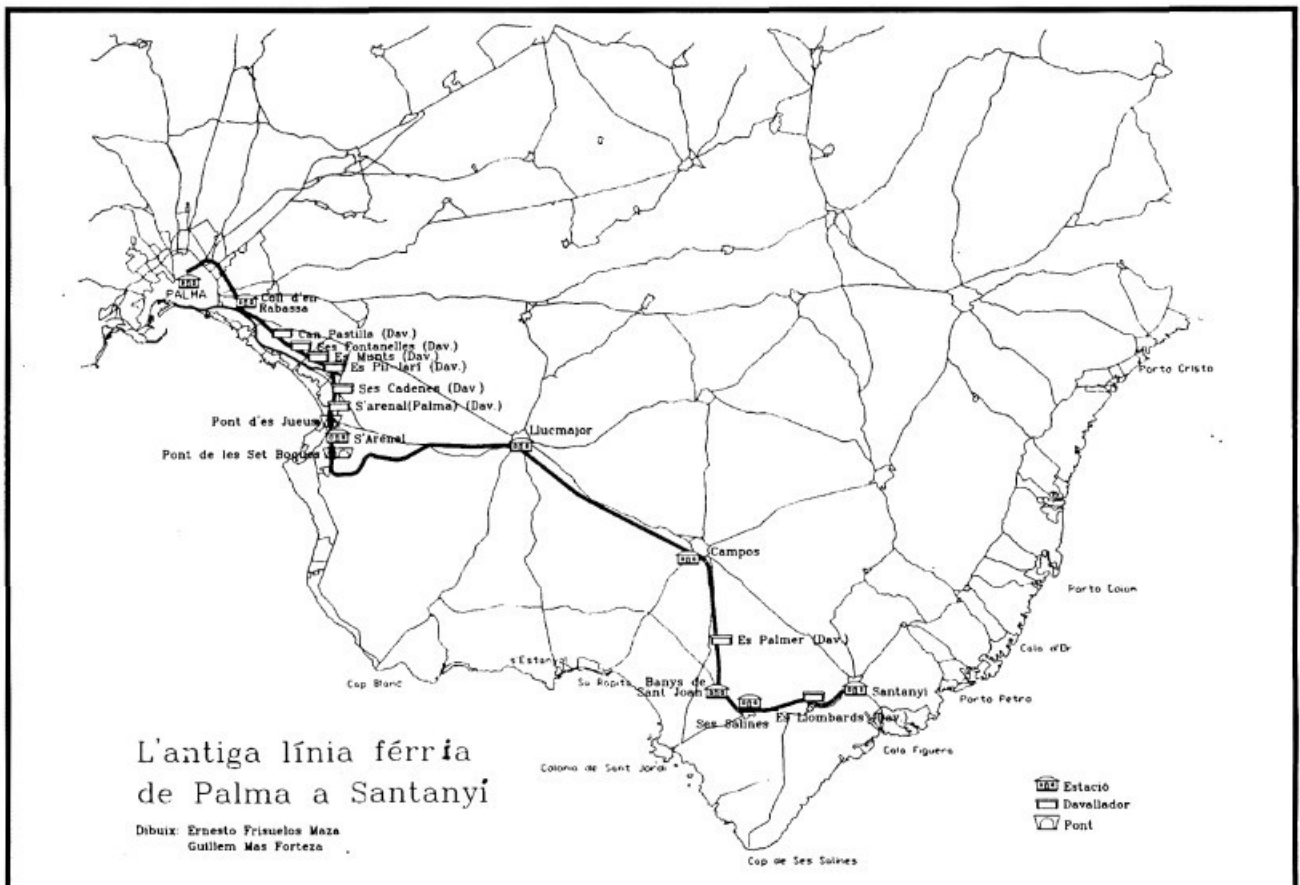 PALMA
Coll d'en
Rabassa
Can Pastilla (Dav.)
Ses Fontanelles (Dav.)
Es Munts (Dav.)
Es Pil·larí (Dav.)
Ses Cadenes (Dav.)
S'arenal(Palma) (Dav.)
Pont d'es Jueus
S'Arenal
Pont de les Set Boques
Llucmajor
Campos
Es Palmer (Dav.)
Banys de
Sant Joan
Ses Salines
Es Llombards (Dav.)
Santanyí
Porto Cristo
Porto Colom
Cala d'Or
Porto Petro
Cala Figuera
Cap Blanc
s'Estanyol
Sa Ràpita
Colonia de Sant Jordi
Cap de Ses Salines
L'antiga línia férria
de Palma a Santanyí
Dibuix: Ernesto Frisuelos Maza
Guillem Mas Forteza
Estació
Davallador
Pont